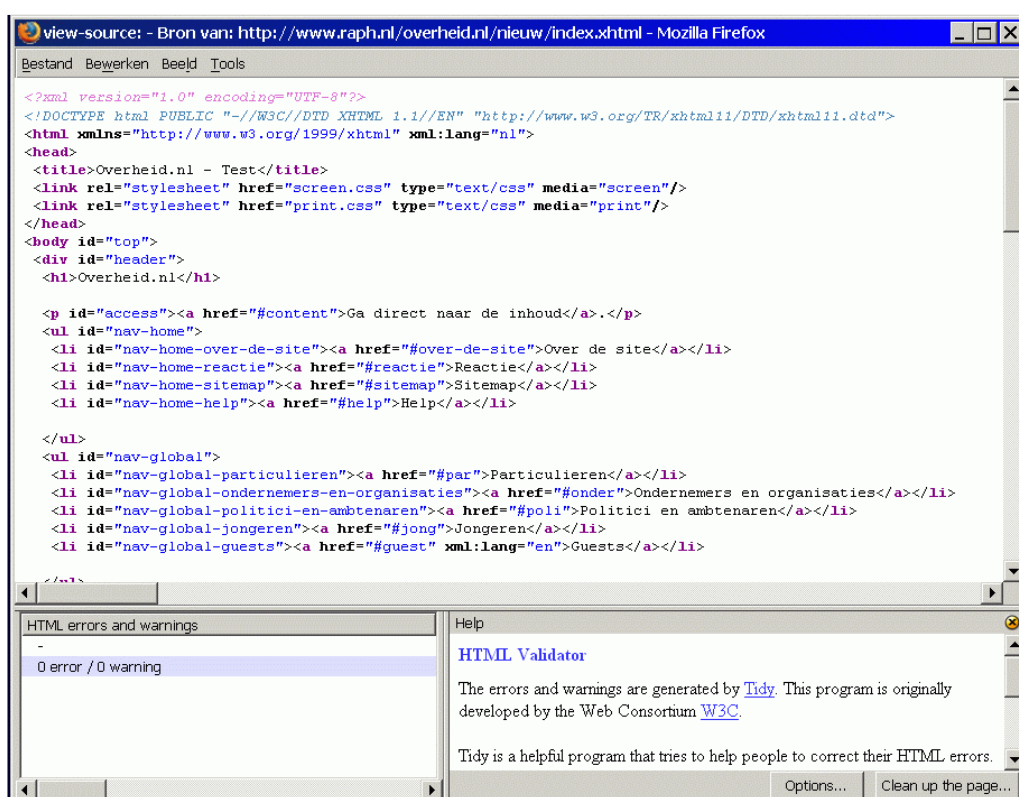 view-source: - Bron van: http://www.raph.nl/overheid.nl/nieuw/index.xhtml - Mozilla Firefox
Bestand Bewerken Beeld Tools
<?xml version="1.0" encoding="UTF-8"?>
<!DOCTYPE html PUBLIC "-//W3C//DTD XHTML 1.1//EN" "http://www.w3.org/TR/xhtml11/DTD/xhtml11.dtd">
<html xmlns="http://www.w3.org/1999/xhtml" xml:lang="nl">
<head>
<title>Overheid.nl - Test</title>
<link rel="stylesheet" href="screen.css" type="text/css" media="screen"/>
<link rel="stylesheet" href="print.css" type="text/css" media="print"/>
</head>
<body id="top">
<div id="header">
<h1>Overheid.nl</h1>
<p id="access"><a href="#content">Ga direct naar de inhoud</a>.</p>
<ul id="nav-home">
<li id="nav-home-over-de-site"><a href="#over-de-site">Over de site</a></li>
<li id="nav-home-reactie"><a href="#reactie">Reactie</a></li>
<li id="nav-home-sitemap"><a href="#sitemap">Sitemap</a></li>
<li id="nav-home-help"><a href="#help">Help</a></li>
</ul>
<ul id="nav-global">
<li id="nav-global-particulieren"><a href="#par">Particulieren</a></li>
<li id="nav-global-ondernemers-en-organisaties"><a href="#onder">Ondernemers en organisaties</a></li>
<li id="nav-global-politici-en-ambtenaren"><a href="#poli">Politici en ambtenaren</a></li>
<li id="nav-global-jongeren"><a href="#jong">Jongeren</a></li>
<li id="nav-global-guests"><a href="#guest" xml:lang="en">Guests</a></li>
</ul>
HTML errors and warnings
-
0 error / 0 warning
Help
HTML Validator
The errors and warnings are generated by Tidy. This program is originally
developed by the Web Consortium W3C.
Tidy is a helpful program that tries to help people to correct their HTML errors.
Options...
Clean up the page...